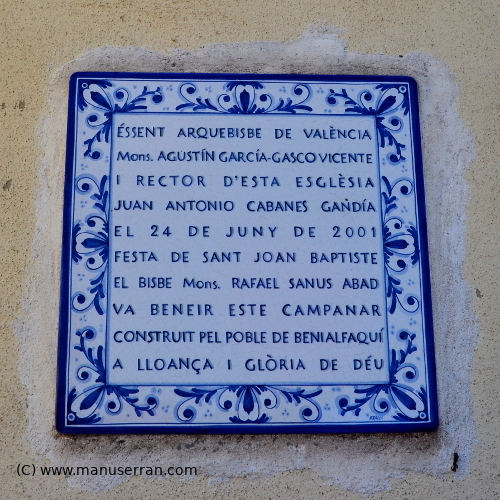 ÉSSENT ARQUEBISBE DE VALÈNCIA
Mons. AGUSTÍN GARCÍA-GASCO VICENTE
I RECTOR D'ESTA ESGLÈSIA
JUAN ANTONIO CABANES GANDÍA
EL 24 DE JUNY DE 2001
FESTA DE SANT JOAN BAPTISTE
EL BISBE Mons. RAFAEL SANUS ABAD
VA BENEIR ESTE CAMPANAR
CONSTRUIT PEL POBLE DE BENIALFAQUÍ
A LLOANÇA I GLÒRIA DE DÉU
(C) www.manuserran.com